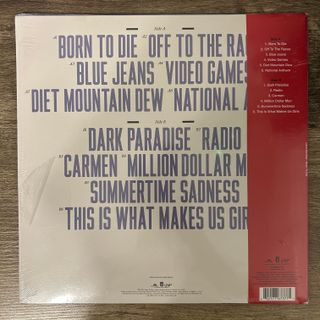 Side A
BORN TO DIE OFF TO THE RA
BLUE JEANS VIDEO GAMES
DIET MOUNTAIN DEW NATIONAL A
Side B
DARK PARADISE RADIO
CARMEN MILLION DOLLAR M
SUMMERTIME SADNESS
THIS IS WHAT MAKES US GIR
1. Born To Die
2. Off To The Races
3. Blue Jeans
4. Video Games
5. Diet Mountain Dew
6. National Anthem
1. Dark Paradise
2. Radio
3. Carmen
4. Million Dollar Man
5. Summertime Sadness
6. This Is What Makes Us Girls